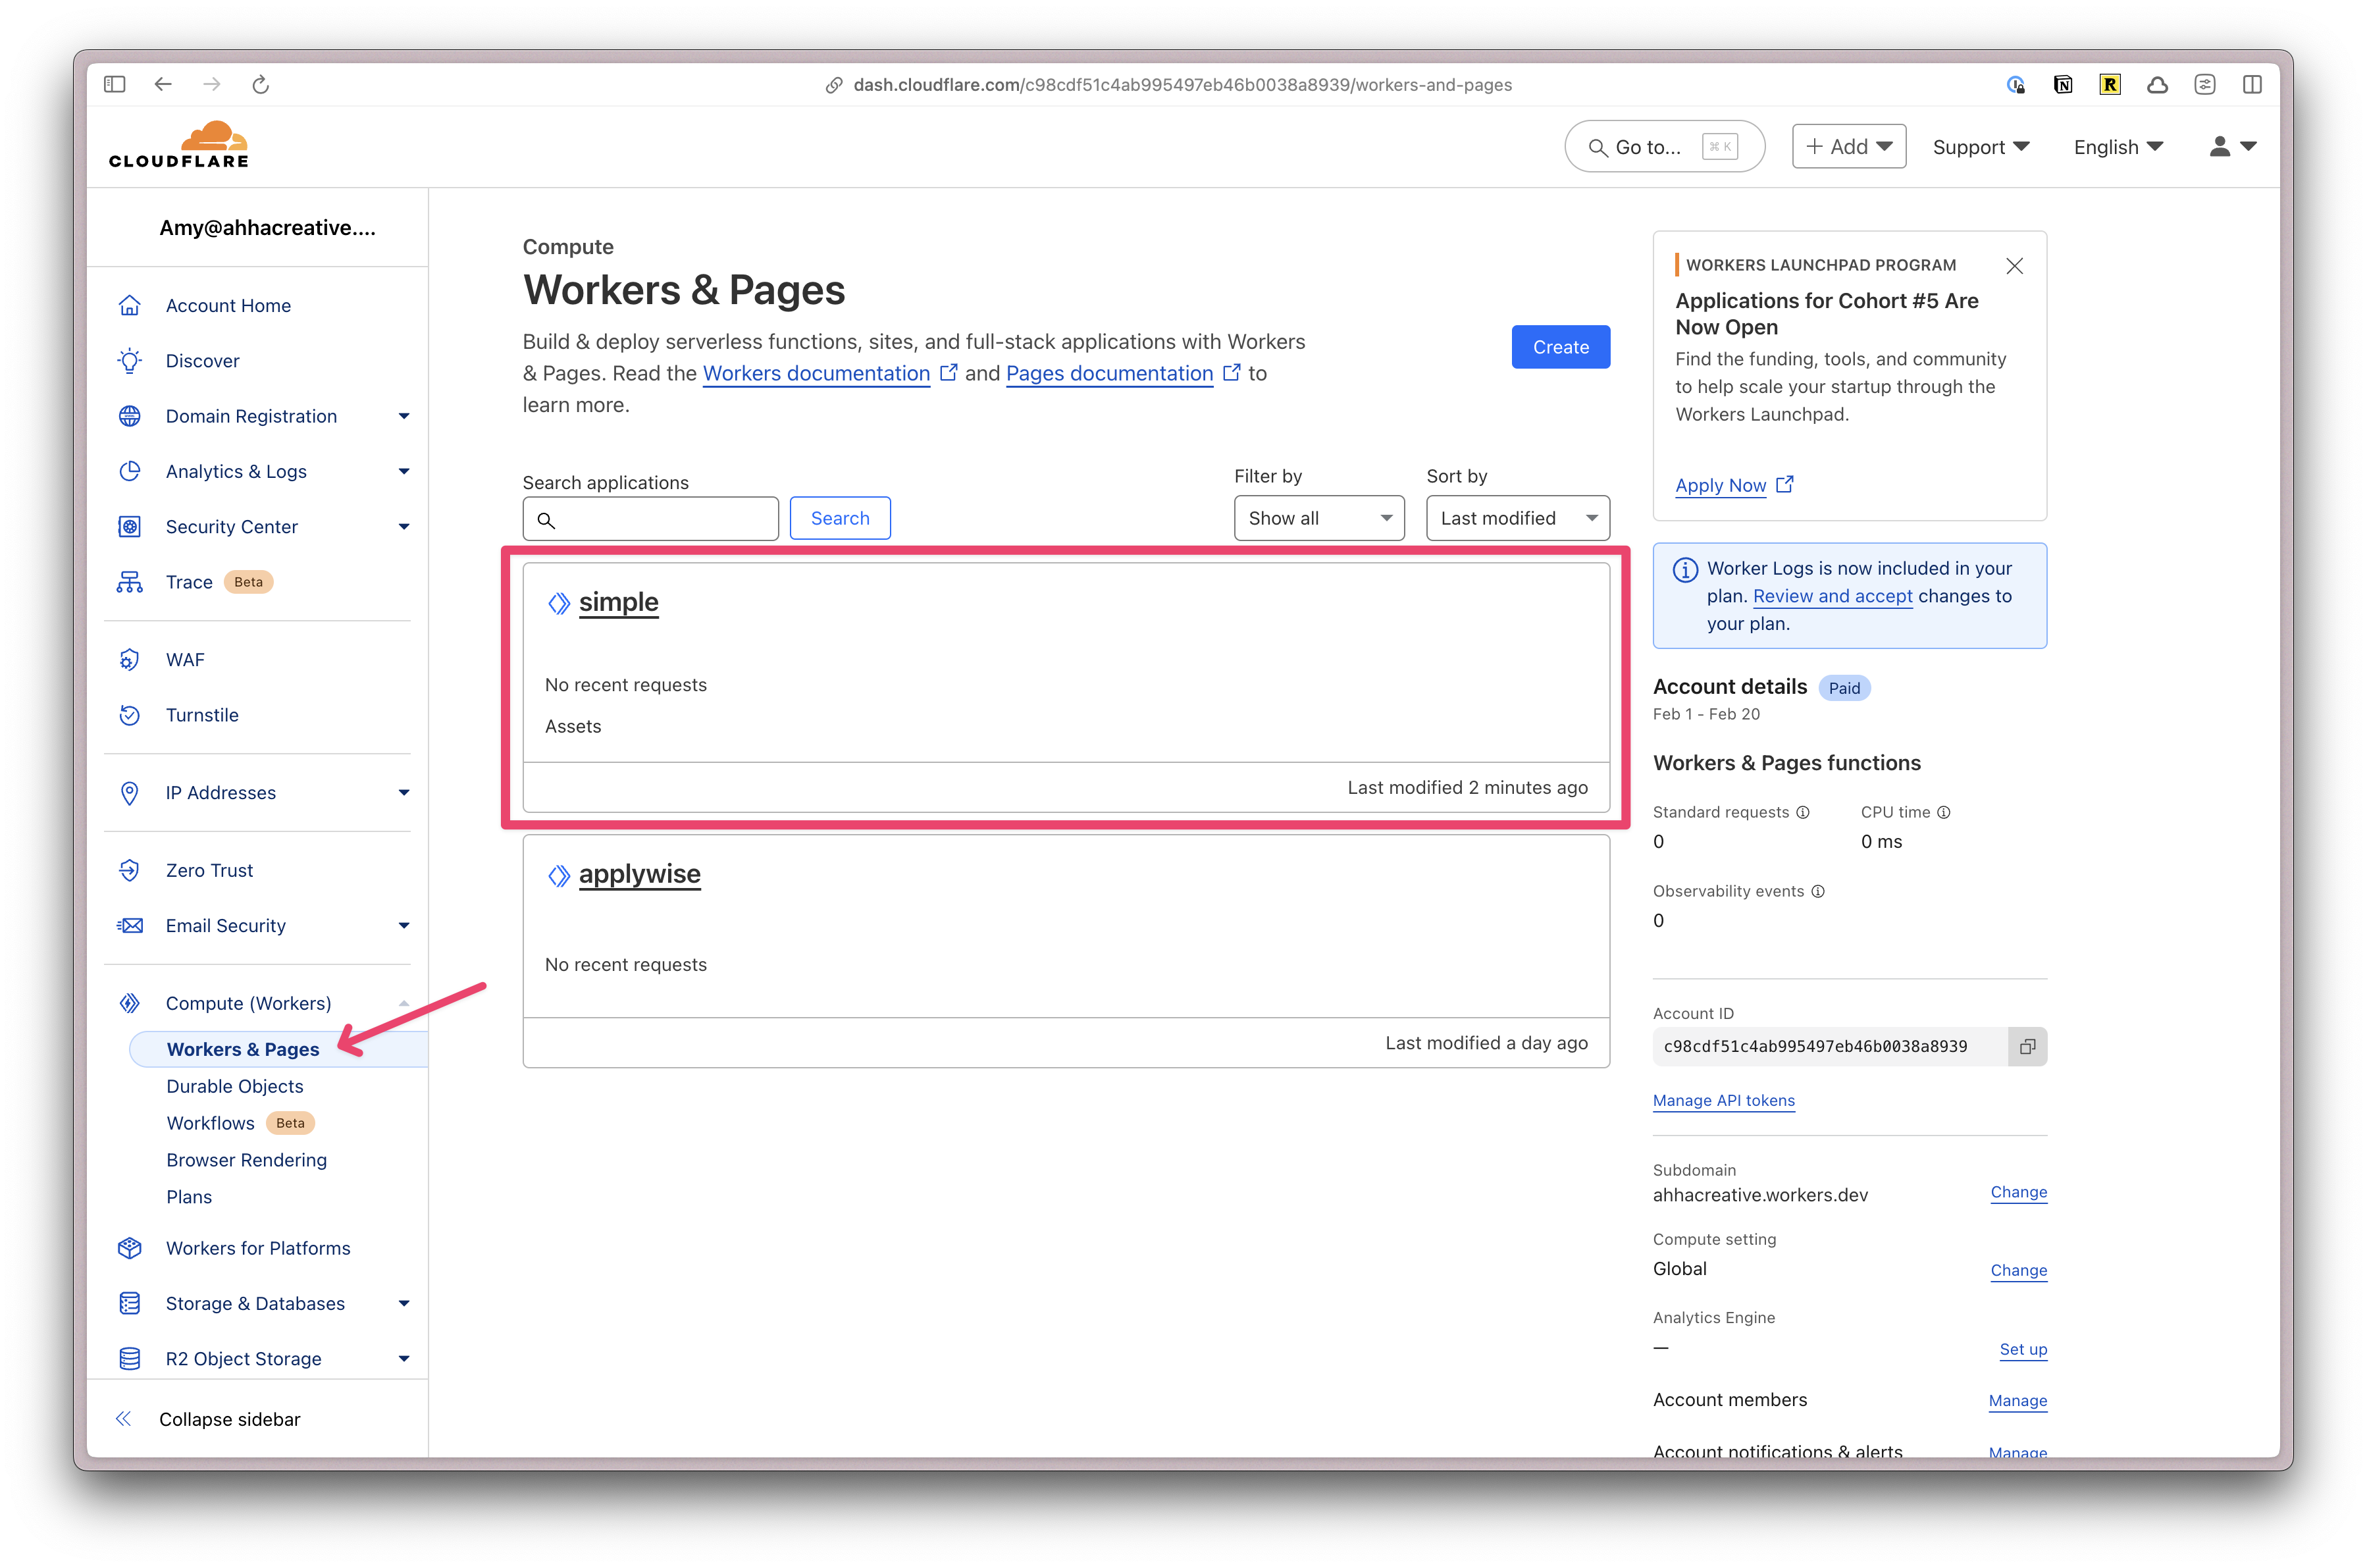 dash.cloudflare.com/c98cdf51c4ab995497eb46b0038a8939/workers-and-pages
CLOUDFLARE
Go to... ⌘ K
+ Add
Support
English
Amy@ahhacreative....
Account Home
Discover
Domain Registration
Analytics & Logs
Security Center
Trace Beta
WAF
Turnstile
IP Addresses
Zero Trust
Email Security
Compute (Workers)
Workers & Pages
Durable Objects
Workflows Beta
Browser Rendering
Plans
Workers for Platforms
Storage & Databases
R2 Object Storage
Collapse sidebar
Compute
Workers & Pages
Build & deploy serverless functions, sites, and full-stack applications with Workers
& Pages. Read the Workers documentation and Pages documentation to
learn more.
Create
Search applications
Search
Filter by
Show all
Sort by
Last modified
simple
No recent requests
Assets
Last modified 2 minutes ago
applywise
No recent requests
Last modified a day ago
WORKERS LAUNCHPAD PROGRAM
Applications for Cohort #5 Are
Now Open
Find the funding, tools, and community
to help scale your startup through the
Workers Launchpad.
Apply Now
Worker Logs is now included in your
plan. Review and accept changes to
your plan.
Account details Paid
Feb 1 - Feb 20
Workers & Pages functions
Standard requests
0
CPU time
0 ms
Observability events
0
Account ID
c98cdf51c4ab995497eb46b0038a8939
Manage API tokens
Subdomain
ahhacreative.workers.dev
Change
Compute setting
Global
Change
Analytics Engine
—
Set up
Account members
Manage
Account notifications & alerts
Manage